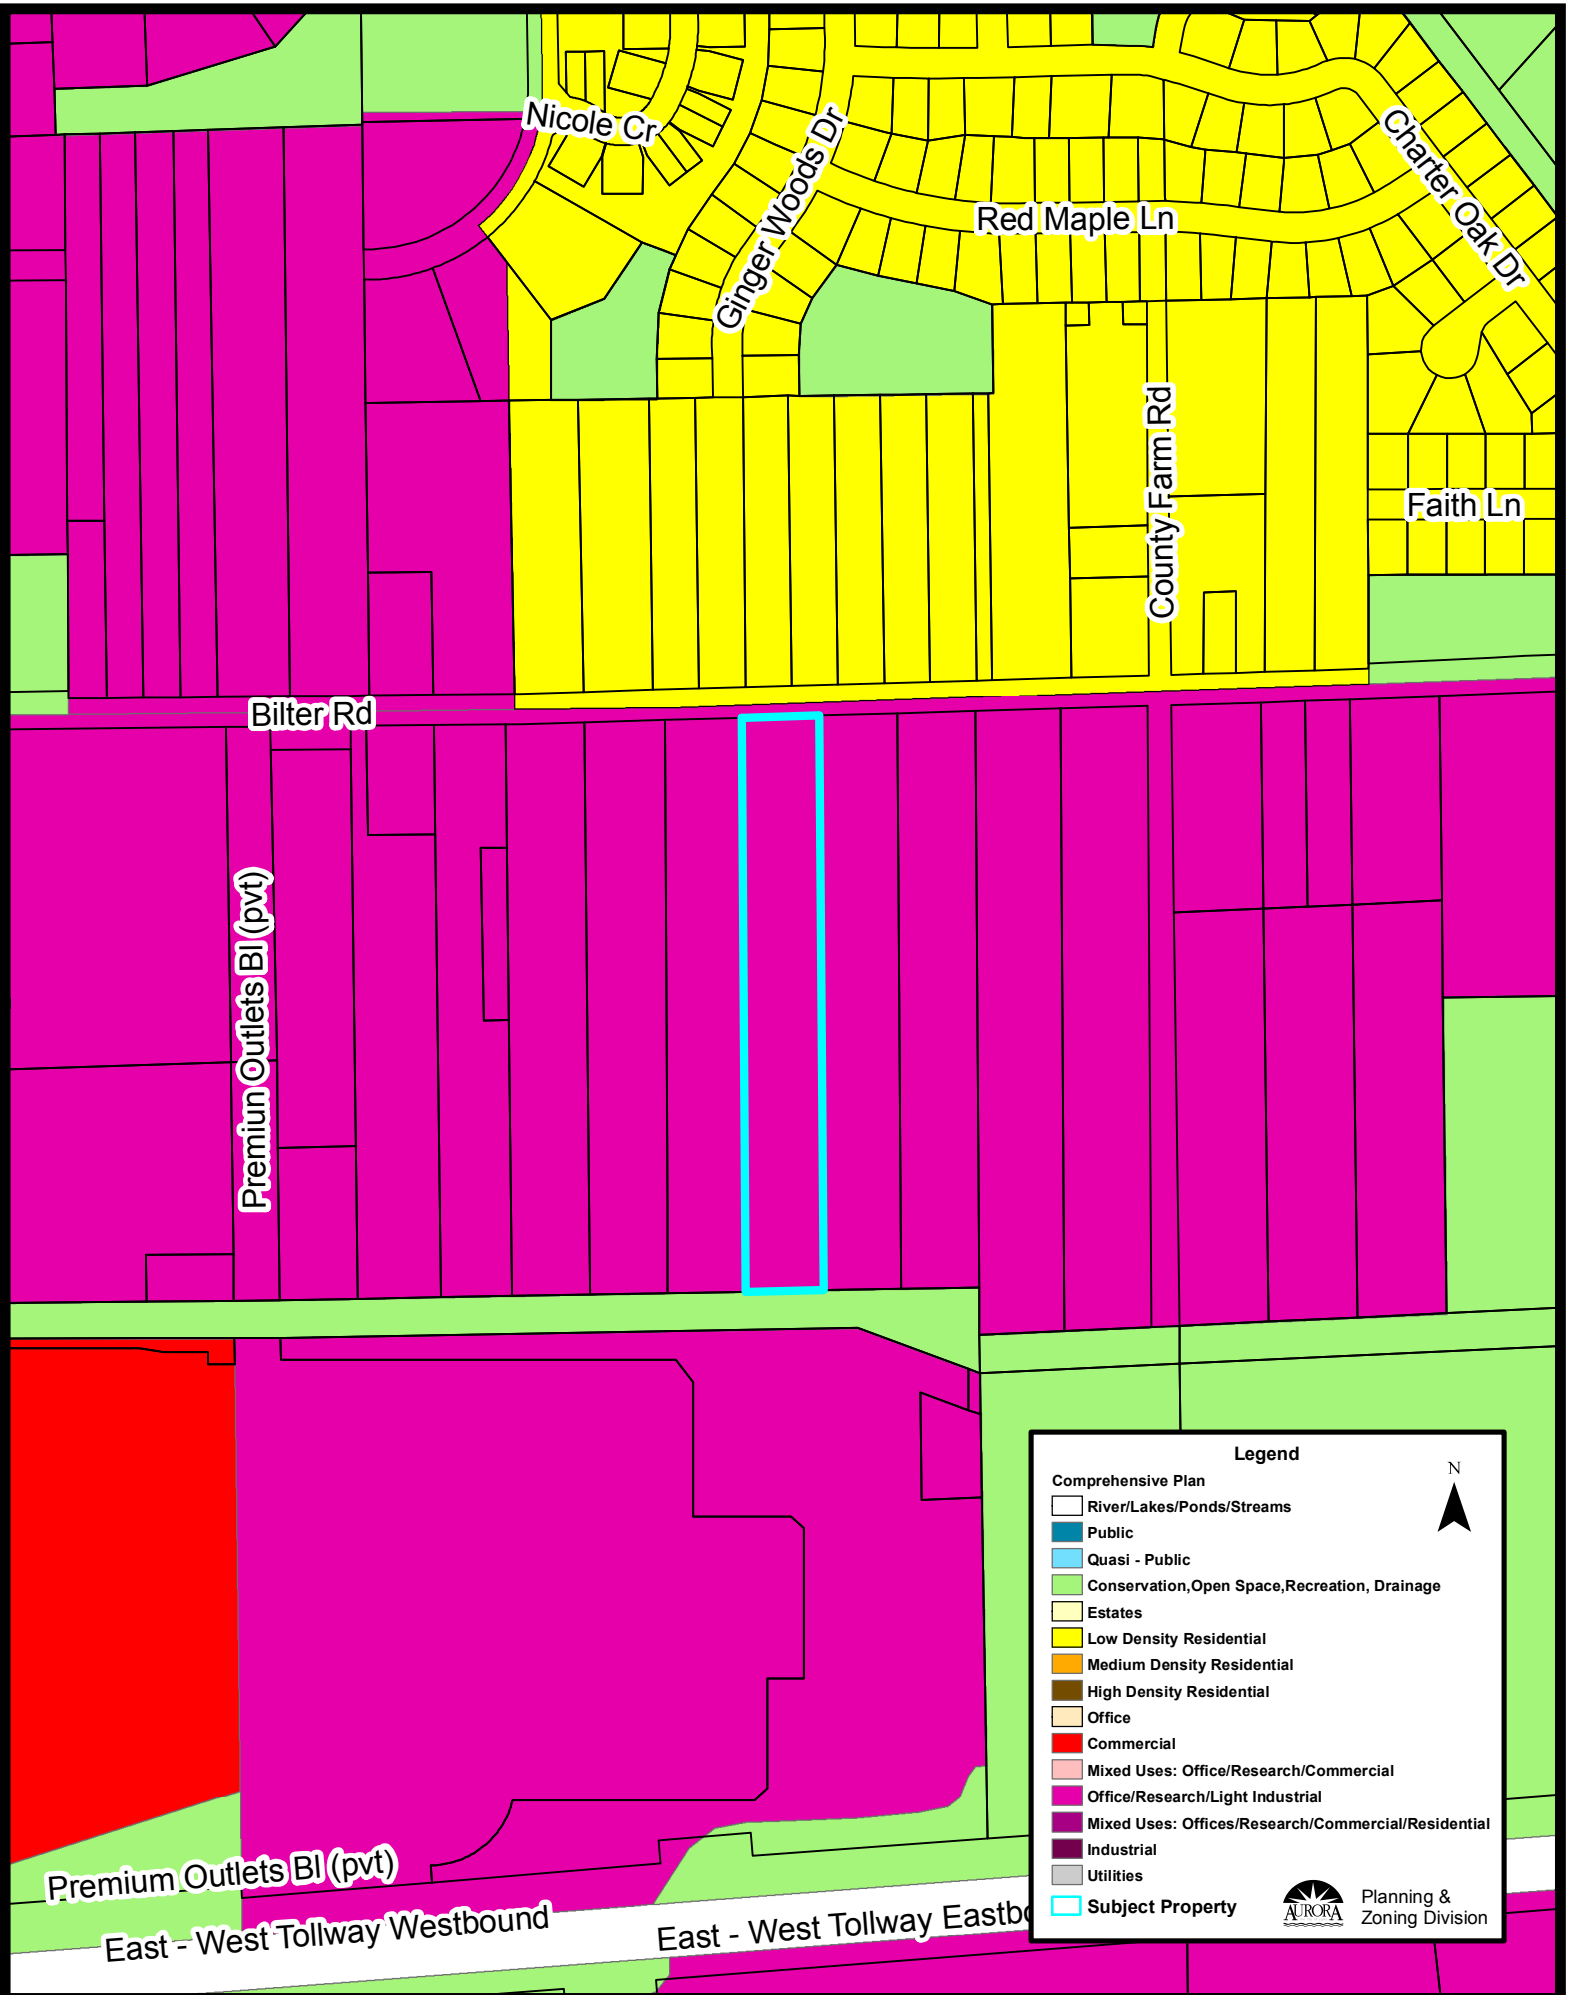 Nicole Cr
Ginger Woods Dr
Red Maple Ln
Charter Oak Dr
County Farm Rd
Faith Ln
Bilter Rd
Premiun Outlets Bl (pvt)
Premium Outlets Bl (pvt)
East - West Tollway Westbound
East - West Tollway Eastbo
Legend
N
Comprehensive Plan
River/Lakes/Ponds/Streams
Public
Quasi - Public
Conservation,Open Space,Recreation, Drainage
Estates
Low Density Residential
Medium Density Residential
High Density Residential
Office
Commercial
Mixed Uses: Office/Research/Commercial
Office/Research/Light Industrial
Mixed Uses: Offices/Research/Commercial/Residential
Industrial
Utilities
Subject Property
AURORA
Planning &
Zoning Division